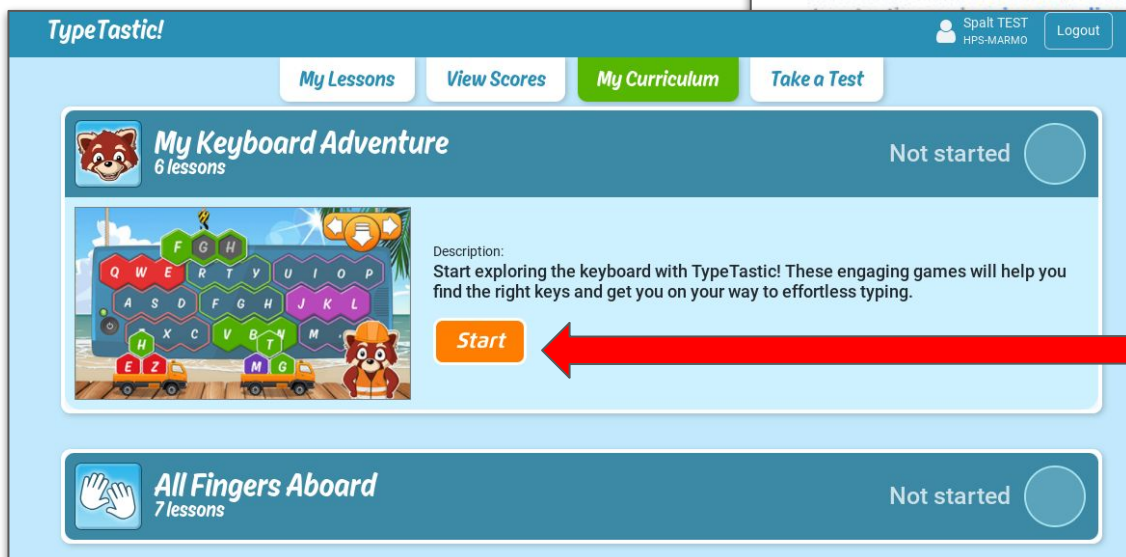 TypeTastic!
Spalt TEST
HPS-MARMO
Logout
My Lessons
View Scores
My Curriculum
Take a Test
My Keyboard Adventure
6 lessons
Not started
F G H
Q W E R T Y U I O P
A S D F G H J K L
X C V B N M
H T
E Z M G
Description:
Start exploring the keyboard with TypeTastic! These engaging games will help you
find the right keys and get you on your way to effortless typing.
Start
All Fingers Aboard
7 lessons
Not started